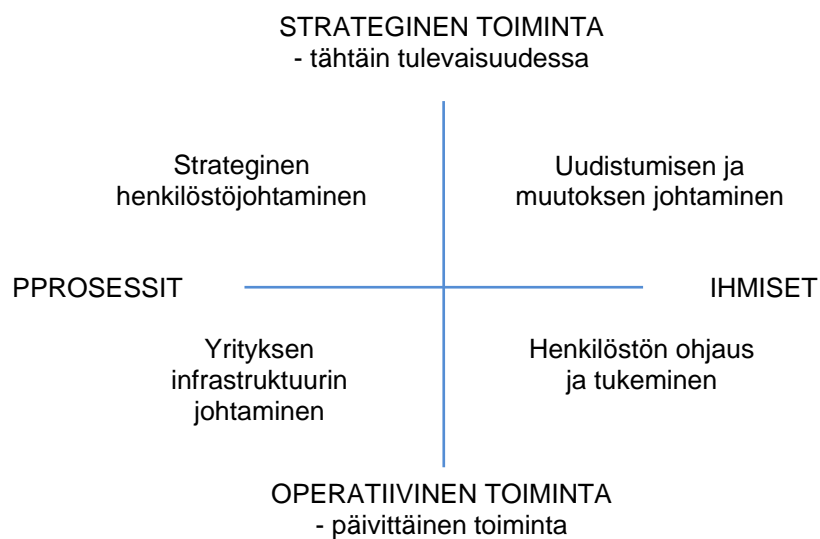 STRATEGINEN TOIMINTA
- tähtäin tulevaisuudessa
Strateginen
henkilöstöjohtaminen
Uudistumisen ja
muutoksen johtaminen
PPROSESSIT
IHMISET
Yrityksen
infrastruktuurin
johtaminen
Henkilöstön ohjaus
ja tukeminen
OPERATIIVINEN TOIMINTA
- päivittäinen toiminta